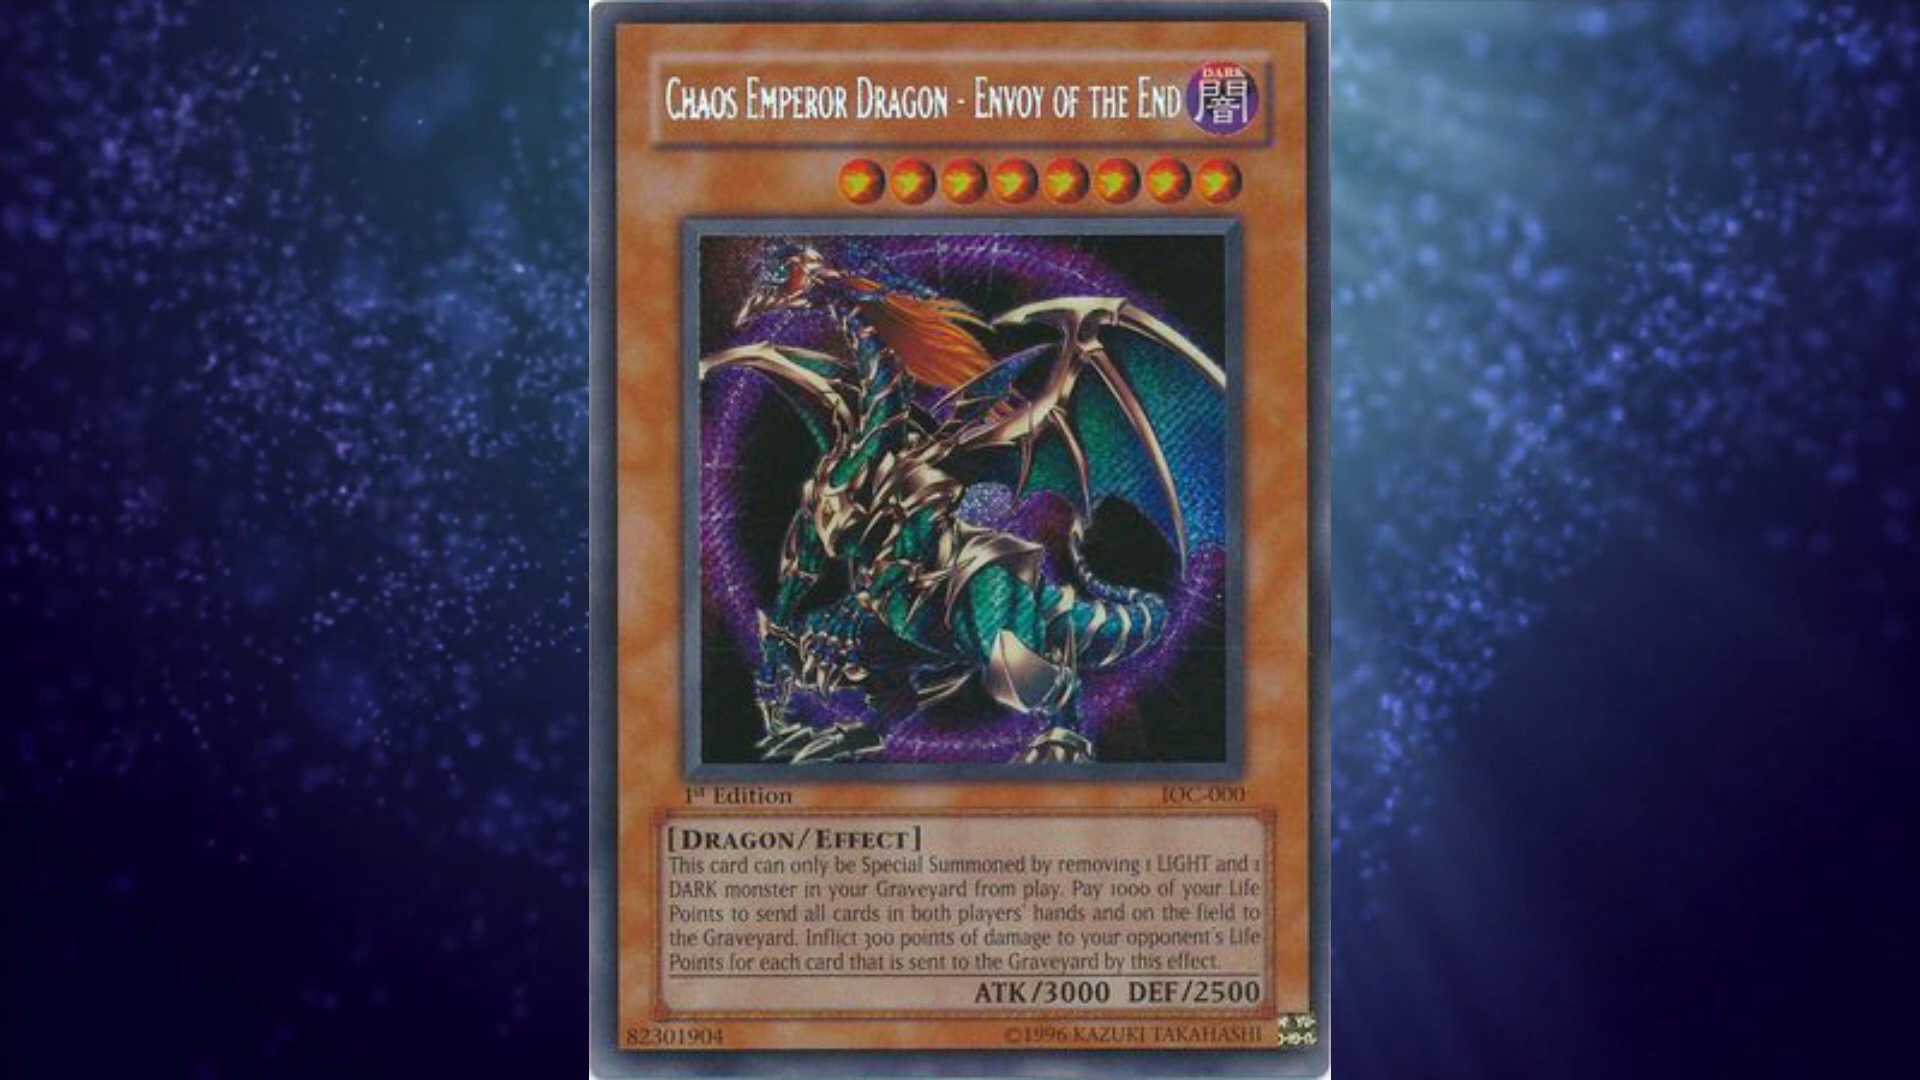 CHAOS EMPEROR DRAGON - ENVOY OF THE END
DARK
闇
1st Edition
IOC-000
[DRAGON/EFFECT]
This card can only be Special Summoned by removing 1 LIGHT and 1
DARK monster in your Graveyard from play. Pay 1000 of your Life
Points to send all cards in both players' hands and on the field to
the Graveyard. Inflict 300 points of damage to your opponent's Life
Points for each card that is sent to the Graveyard by this effect.
ATK/3000 DEF/2500
82301904
©1996 KAZUKI TAKAHASHI